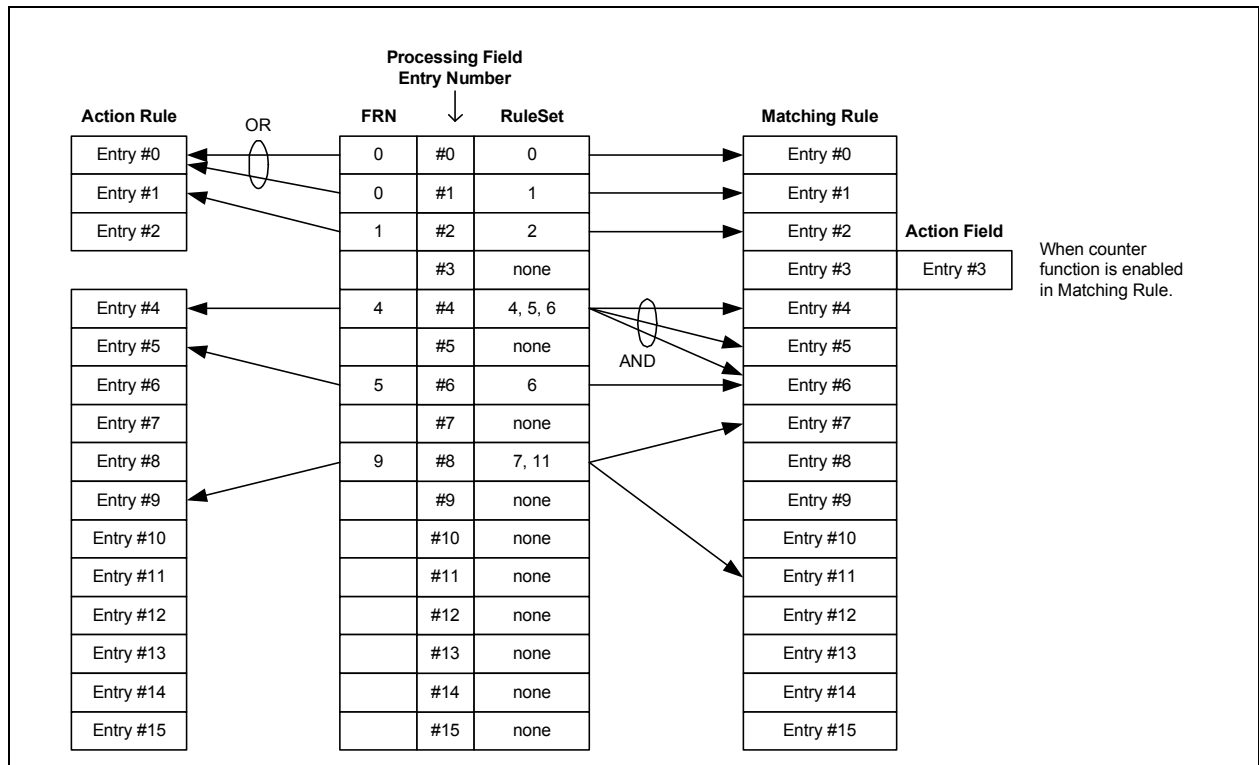 Processing Field
Entry Number
Action Rule OR FRN RuleSet Matching Rule
Entry #0 0 #0 0 Entry #0
Entry #1 0 #1 1 Entry #1
Entry #2 1 #2 2 Entry #2 Action Field
#3 none Entry #3 Entry #3
When counter
function is enabled
in Matching Rule.
Entry #4 4 #4 4, 5, 6 Entry #4
Entry #5 #5 none AND Entry #5
Entry #6 5 #6 6 Entry #6
Entry #7 #7 none Entry #7
Entry #8 9 #8 7, 11 Entry #8
Entry #9 #9 none Entry #9
Entry #10 #10 none Entry #10
Entry #11 #11 none Entry #11
Entry #12 #12 none Entry #12
Entry #13 #13 none Entry #13
Entry #14 #14 none Entry #14
Entry #15 #15 none Entry #15